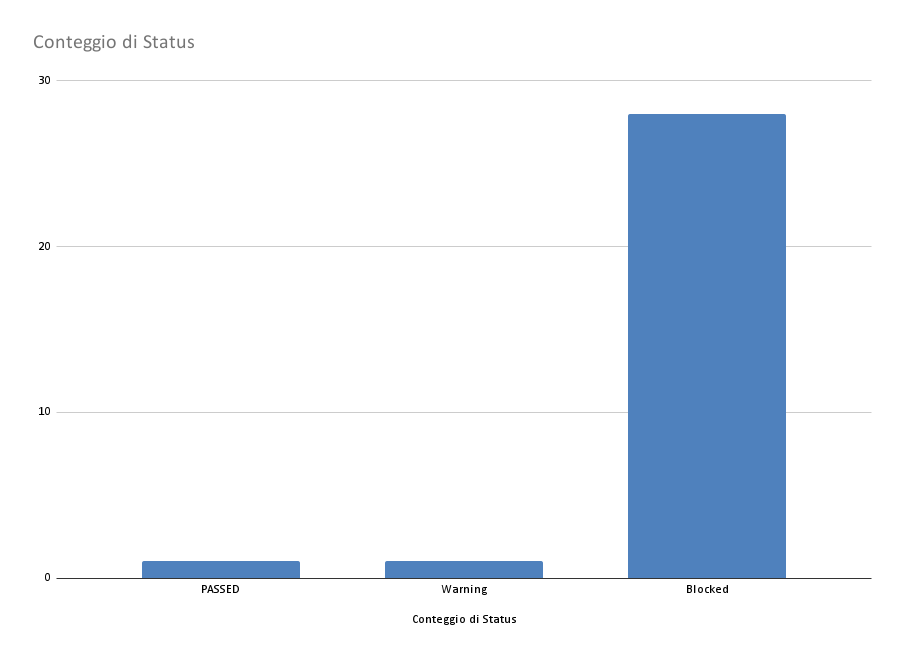 Conteggio di Status
30
20
10
0
PASSED
Warning
Blocked
Conteggio di Status